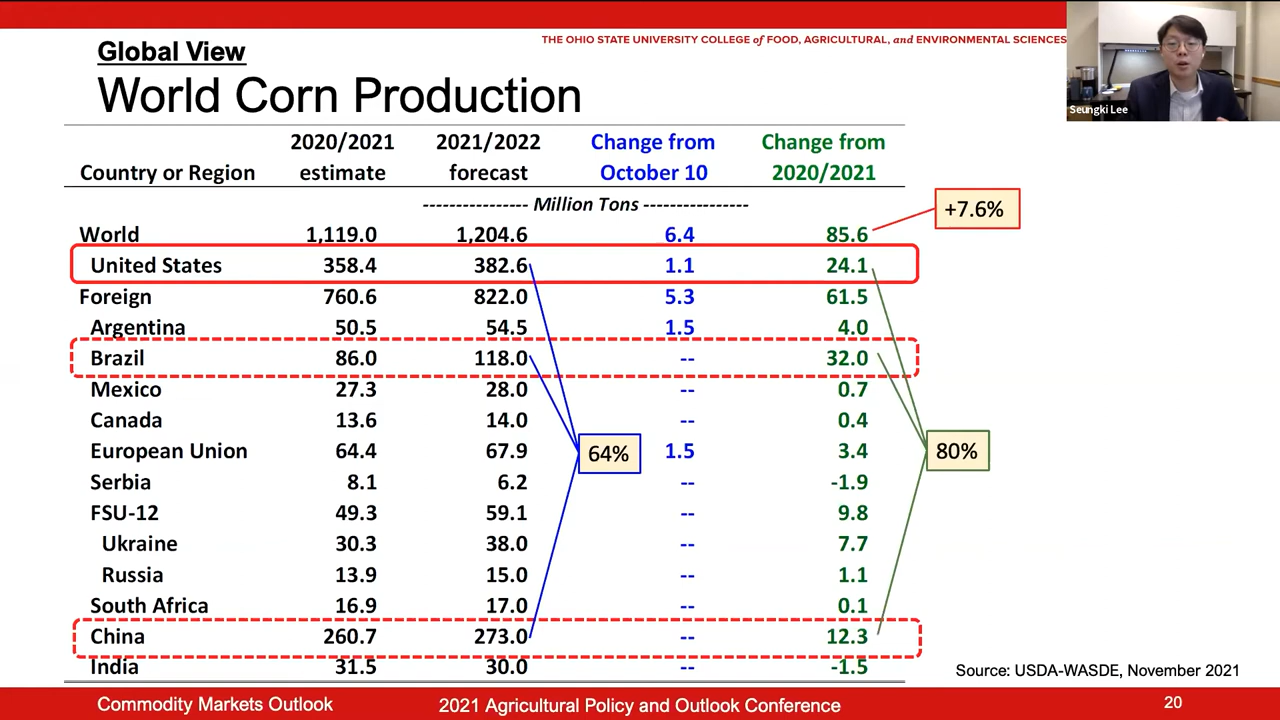 Global View
THE OHIO STATE UNIVERSITY COLLEGE of FOOD, AGRICULTURAL, and ENVIRONMENTAL SCIENCES
World Corn Production
Seungki Lee
Country or Region 2020/2021 estimate 2021/2022 forecast Change from October 10 Change from 2020/2021
---------------- Million Tons ----------------
+7.6%
World 1,119.0 1,204.6 6.4 85.6
United States 358.4 382.6 1.1 24.1
Foreign 760.6 822.0 5.3 61.5
Argentina 50.5 54.5 1.5 4.0
Brazil 86.0 118.0 -- 32.0
Mexico 27.3 28.0 -- 0.7
Canada 13.6 14.0 -- 0.4
European Union 64.4 67.9 64% 1.5 3.4 80%
Serbia 8.1 6.2 -- -1.9
FSU-12 49.3 59.1 -- 9.8
Ukraine 30.3 38.0 -- 7.7
Russia 13.9 15.0 -- 1.1
South Africa 16.9 17.0 -- 0.1
China 260.7 273.0 -- 12.3
India 31.5 30.0 -- -1.5
Source: USDA-WASDE, November 2021
Commodity Markets Outlook 2021 Agricultural Policy and Outlook Conference 20